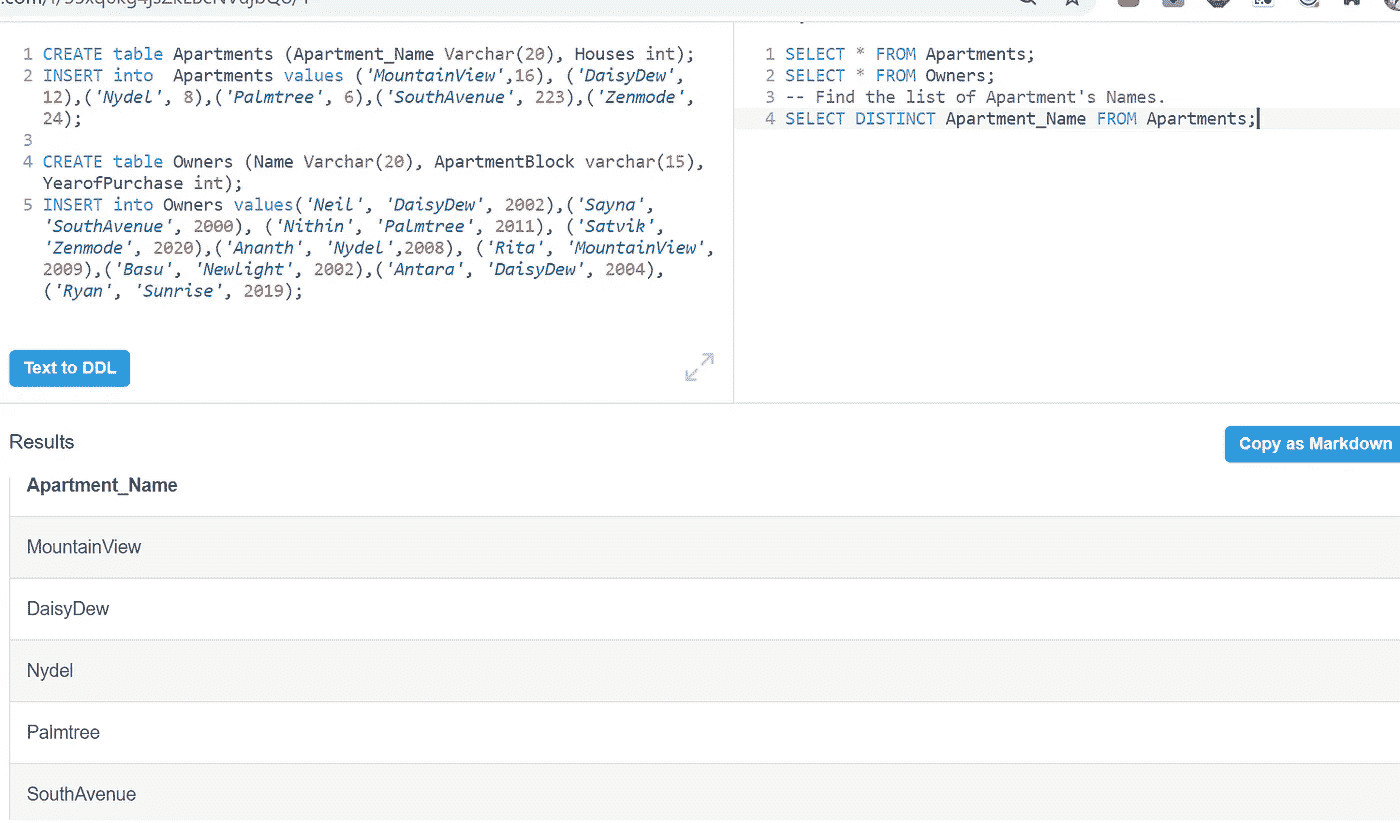 1 CREATE table Apartments (Apartment_Name Varchar(20), Houses int);
2 INSERT into  Apartments values ('MountainView',16), ('DaisyDew',
12),('Nydel', 8),('Palmtree', 6),('SouthAvenue', 223),('Zenmode',
24);
3
4 CREATE table Owners (Name Varchar(20), ApartmentBlock varchar(15),
YearofPurchase int);
5 INSERT into Owners values('Neil', 'DaisyDew', 2002),('Sayna',
'SouthAvenue', 2000), ('Nithin', 'Palmtree', 2011), ('Satvik',
'Zenmode', 2020),('Ananth', 'Nydel',2008), ('Rita', 'MountainView',
2009),('Basu', 'Newlight', 2002),('Antara', 'DaisyDew', 2004),
('Ryan', 'Sunrise', 2019);
Text to DDL
1 SELECT * FROM Apartments;
2 SELECT * FROM Owners;
3 -- Find the list of Apartment's Names.
4 SELECT DISTINCT Apartment_Name FROM Apartments;
Results
Copy as Markdown
Apartment_Name
MountainView
DaisyDew
Nydel
Palmtree
SouthAvenue